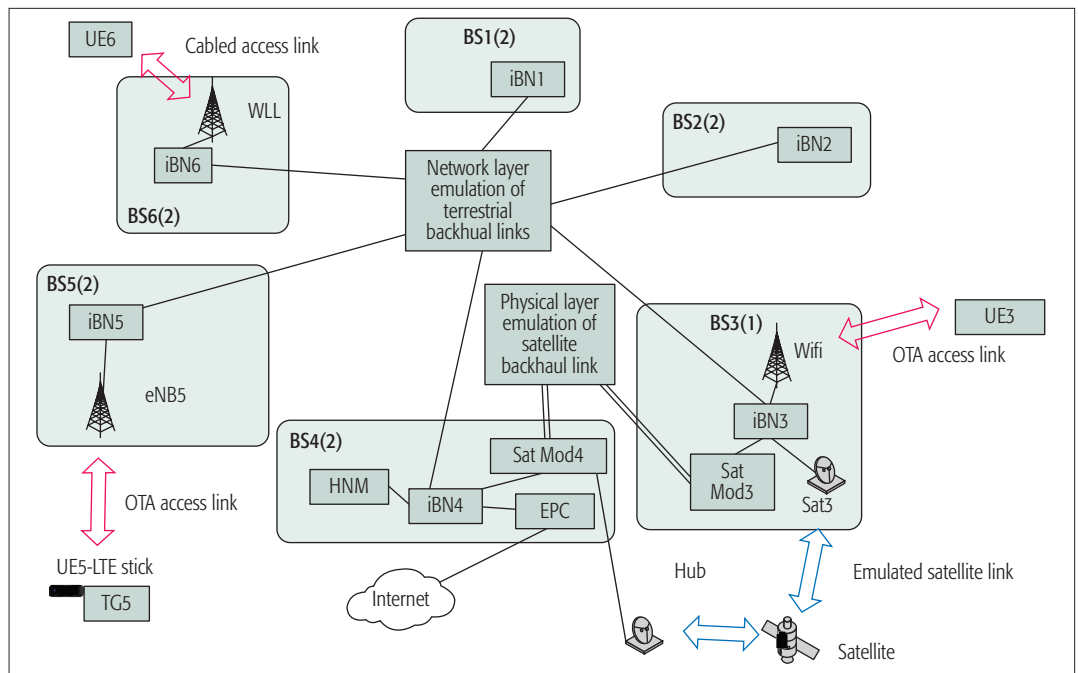 UE6
Cabled access link
BS1(2)
iBN1
WLL
iBN6
BS6(2)
BS2(2)
iBN2
Network layer
emulation of
terrestrial
backhual links
BS5(2)
iBN5
eNB5
Physical layer
emulation of
satellite
backhaul link
BS3(1)
Wifi
iBN3
Sat
Mod3
Sat3
UE3
OTA access link
BS4(2)
Sat Mod4
HNM
iBN4
EPC
OTA access link
UE5-LTE stick
TG5
Internet
Hub
Emulated satellite link
Satellite